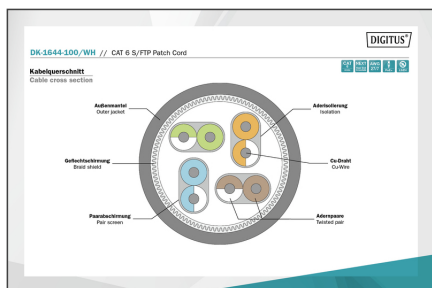 DIGITUS®
DK-1644-100/WH // CAT 6 S/FTP Patch Cord
Kabelquerschnitt
Cable cross section
Außenmantel
Outer jacket
Aderisolierung
Isolation
Geflechtschirmung
Braid shield
Cu-Draht
Cu-Wire
Paarabschirmung
Pair screen
Adernpaare
Twisted pair